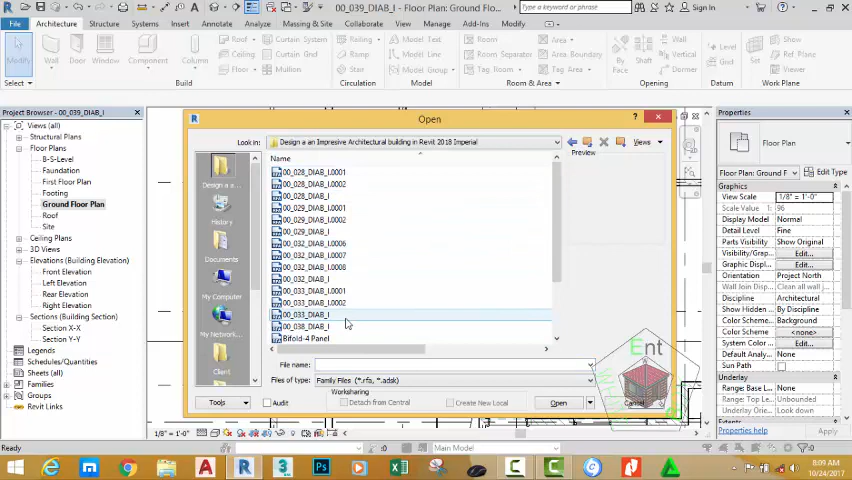 00_039_DIAB_I - Floor Plan: Ground Floo...
Type a keyword or phrase
Sign In
File
Architecture
Structure
Systems
Insert
Annotate
Analyze
Massing & Site
Collaborate
View
Manage
Add-Ins
Modify
Modify
Wall
Door
Window
Component
Column
Roof
Ceiling
Floor
Curtain System
Curtain Grid
Mullion
Railing
Ramp
Stair
Model Text
Model Line
Model Group
Room
Room Separator
Tag Room
Area
Area Boundary
Tag Area
By Face
Shaft
Wall
Vertical
Dormer
Level
Grid
Set
Show
Ref Plane
Viewer
Select
Build
Circulation
Model
Room & Area
Opening
Datum
Work Plane
Project Browser - 00_039_DIAB_I
Views (all)
Structural Plans
Floor Plans
B-S-Level
Foundation
First Floor Plan
Footing
Ground Floor Plan
Roof
Site
Ceiling Plans
3D Views
Elevations (Building Elevation)
Front Elevation
Left Elevation
Rear Elevation
Right Elevation
Sections (Building Section)
Section X-X
Section Y-Y
Legends
Schedules/Quantities
Sheets (all)
Families
Groups
Revit Links
Open
Look in:
Design a an Impresive Architectural building in Revit 2018 Imperial
Views
Name
Preview
00_028_DIAB_I.0001
00_028_DIAB_I.0002
00_028_DIAB_I
00_029_DIAB_I.0001
00_029_DIAB_I.0002
00_029_DIAB_I
00_032_DIAB_I.0006
00_032_DIAB_I.0007
00_032_DIAB_I.0008
00_032_DIAB_I
00_033_DIAB_I.0001
00_033_DIAB_I.0002
00_033_DIAB_I
00_038_DIAB_I
Bifold-4 Panel
Design a a...
History
Documents
My Computer
My Network...
Client
File name:
Files of type:
Family Files (*.rfa, *.adsk)
Worksharing
Tools
Audit
Detach from Central
Create New Local
Open
Cancel
Ent
Properties
Floor Plan
Floor Plan: Ground F
Edit Type
Graphics
View Scale
1/8" = 1'-0"
Scale Value 1:
96
Display Model
Normal
Detail Level
Fine
Parts Visibility
Show Original
Visibility/Grap...
Edit...
Graphic Displ...
Edit...
Orientation
Project North
Wall Join Displ...
Clean all wall j...
Discipline
Architectural
Show Hidden ...
By Discipline
Color Scheme...
Background
Color Scheme
<none>
System Color ...
Edit...
Default Analy...
None
Sun Path
Underlay
Range: Base L...
Range: Top L...
Properties help
Apply
1/8" = 1'-0"
Ready
:0
Main Model
8:09 AM
10/24/2017